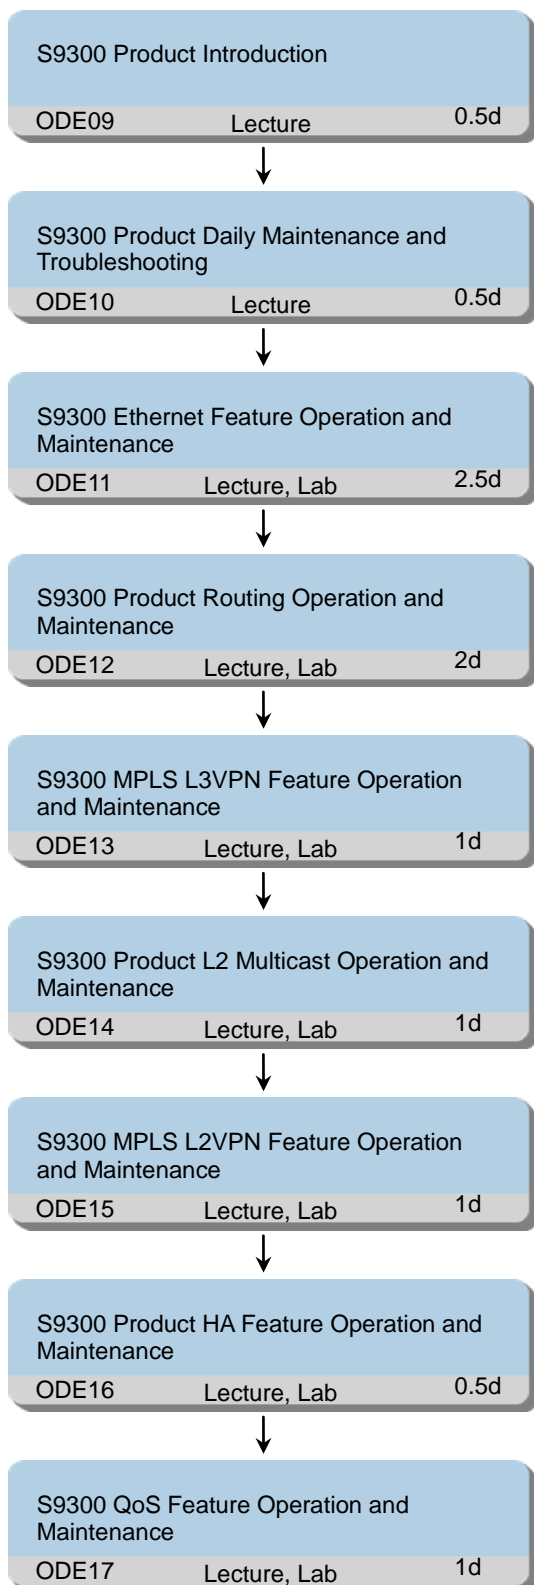 S9300 Product Introduction
ODE09 Lecture 0.5d
S9300 Product Daily Maintenance and
Troubleshooting
ODE10 Lecture 0.5d
S9300 Ethernet Feature Operation and
Maintenance
ODE11 Lecture, Lab 2.5d
S9300 Product Routing Operation and
Maintenance
ODE12 Lecture, Lab 2d
S9300 MPLS L3VPN Feature Operation
and Maintenance
ODE13 Lecture, Lab 1d
S9300 Product L2 Multicast Operation and
Maintenance
ODE14 Lecture, Lab 1d
S9300 MPLS L2VPN Feature Operation
and Maintenance
ODE15 Lecture, Lab 1d
S9300 Product HA Feature Operation and
Maintenance
ODE16 Lecture, Lab 0.5d
S9300 QoS Feature Operation and
Maintenance
ODE17 Lecture, Lab 1d